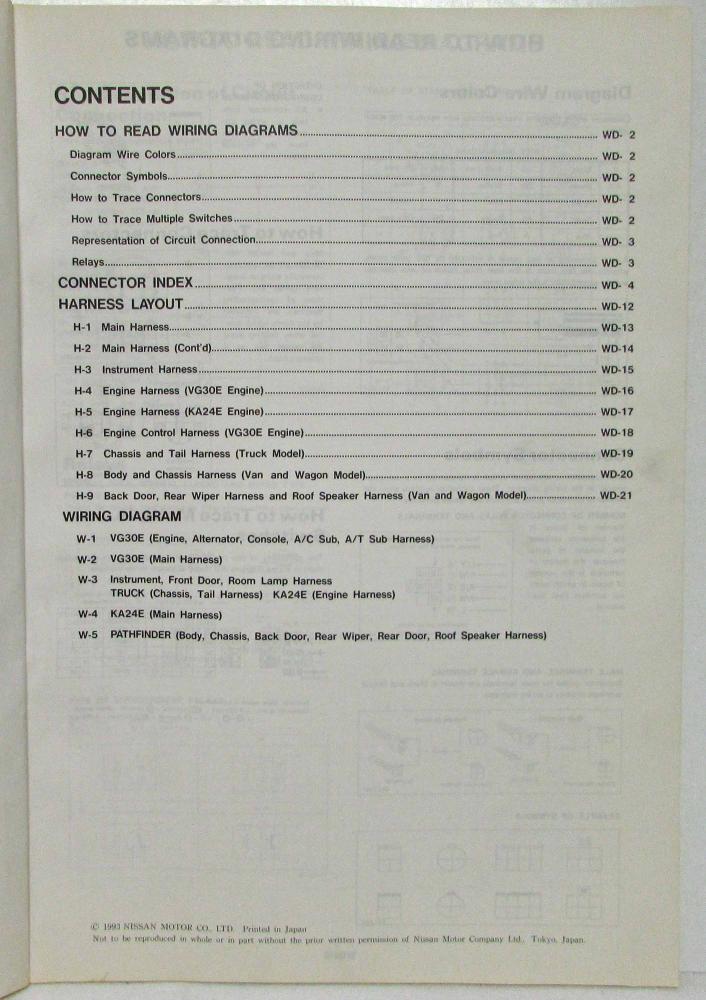 CONTENTS
HOW TO READ WIRING DIAGRAMS WD- 2
Diagram Wire Colors WD- 2
Connector Symbols WD- 2
How to Trace Connectors WD- 2
How to Trace Multiple Switches WD- 2
Representation of Circuit Connection WD- 3
Relays WD- 3
CONNECTOR INDEX WD- 4
HARNESS LAYOUT WD-12
H-1 Main Harness WD-13
H-2 Main Harness (Cont'd) WD-14
H-3 Instrument Harness WD-15
H-4 Engine Harness (VG30E Engine) WD-16
H-5 Engine Harness (KA24E Engine) WD-17
H-6 Engine Control Harness (VG30E Engine) WD-18
H-7 Chassis and Tail Harness (Truck Model) WD-19
H-8 Body and Chassis Harness (Van and Wagon Model) WD-20
H-9 Back Door, Rear Wiper Harness and Roof Speaker Harness (Van and Wagon Model) WD-21
WIRING DIAGRAM
W-1 VG30E (Engine, Alternator, Console, A/C Sub, A/T Sub Harness)
W-2 VG30E (Main Harness)
W-3 Instrument, Front Door, Room Lamp Harness
TRUCK (Chassis, Tail Harness) KA24E (Engine Harness)
W-4 KA24E (Main Harness)
W-5 PATHFINDER (Body, Chassis, Back Door, Rear Wiper, Rear Door, Roof Speaker Harness)
© 1993 NISSAN MOTOR CO., LTD. Printed in Japan
Not to be reproduced in whole or in part without the prior written permission of Nissan Motor Company Ltd., Tokyo, Japan.